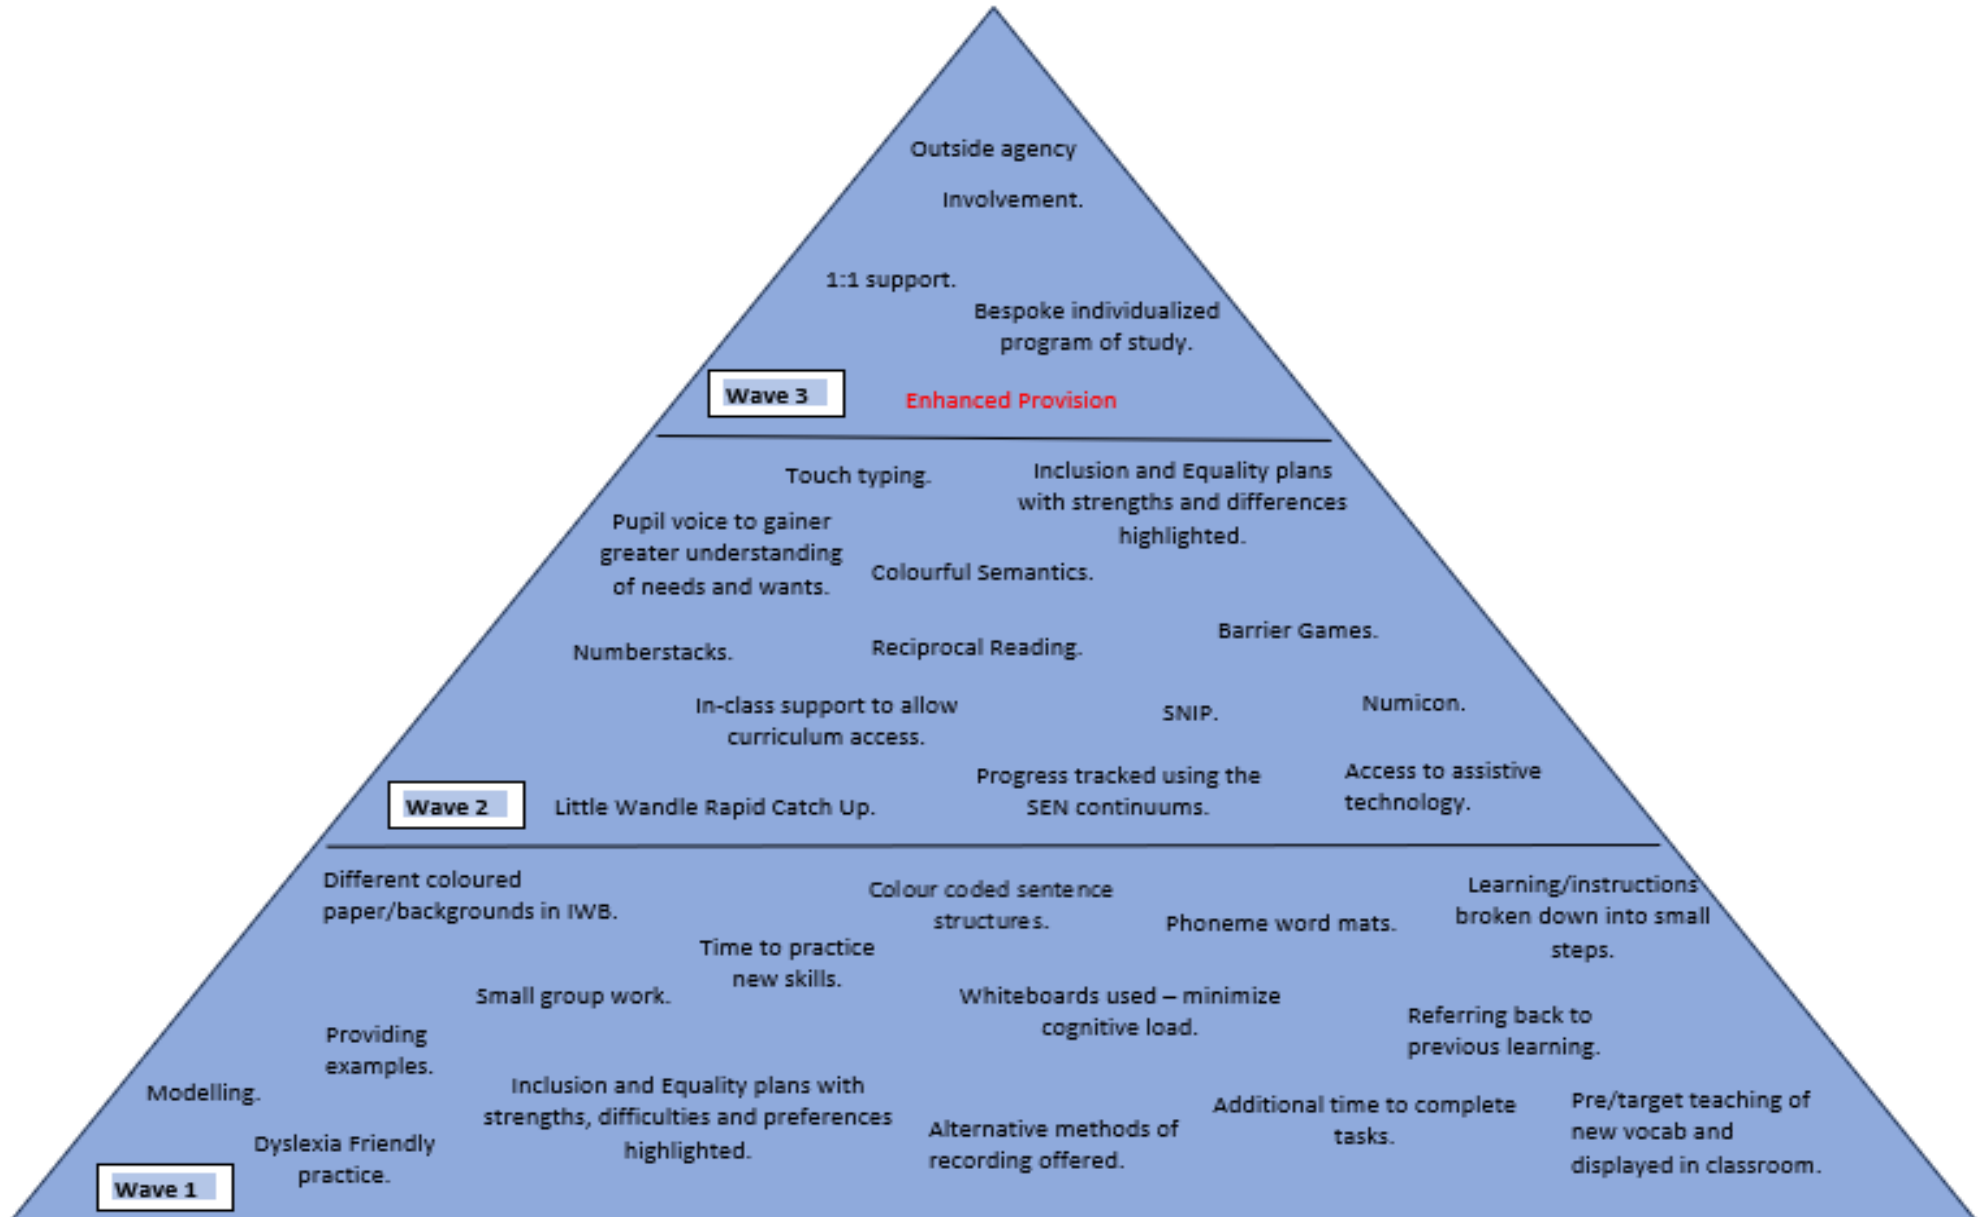 Outside agency
Involvement.
1:1 support.
Bespoke individualized
program of study.
Wave 3
Enhanced Provision
Touch typing.
Inclusion and Equality plans
with strengths and differences
highlighted.
Pupil voice to gainer
greater understanding
of needs and wants.
Colourful Semantics.
Barrier Games.
Numberstacks.
Reciprocal Reading.
In-class support to allow
curriculum access.
SNIP.
Numicon.
Wave 2
Little Wandle Rapid Catch Up.
Progress tracked using the
SEN continuums.
Access to assistive
technology.
Different coloured
paper/backgrounds in IWB.
Colour coded sentence
structures.
Phoneme word mats.
Learning/instructions
broken down into small
steps.
Time to practice
new skills.
Small group work.
Whiteboards used – minimize
cognitive load.
Referring back to
previous learning.
Providing
examples.
Modelling.
Inclusion and Equality plans with
strengths, difficulties and preferences
highlighted.
Alternative methods of
recording offered.
Additional time to complete
tasks.
Pre/target teaching of
new vocab and
displayed in classroom.
Dyslexia Friendly
practice.
Wave 1